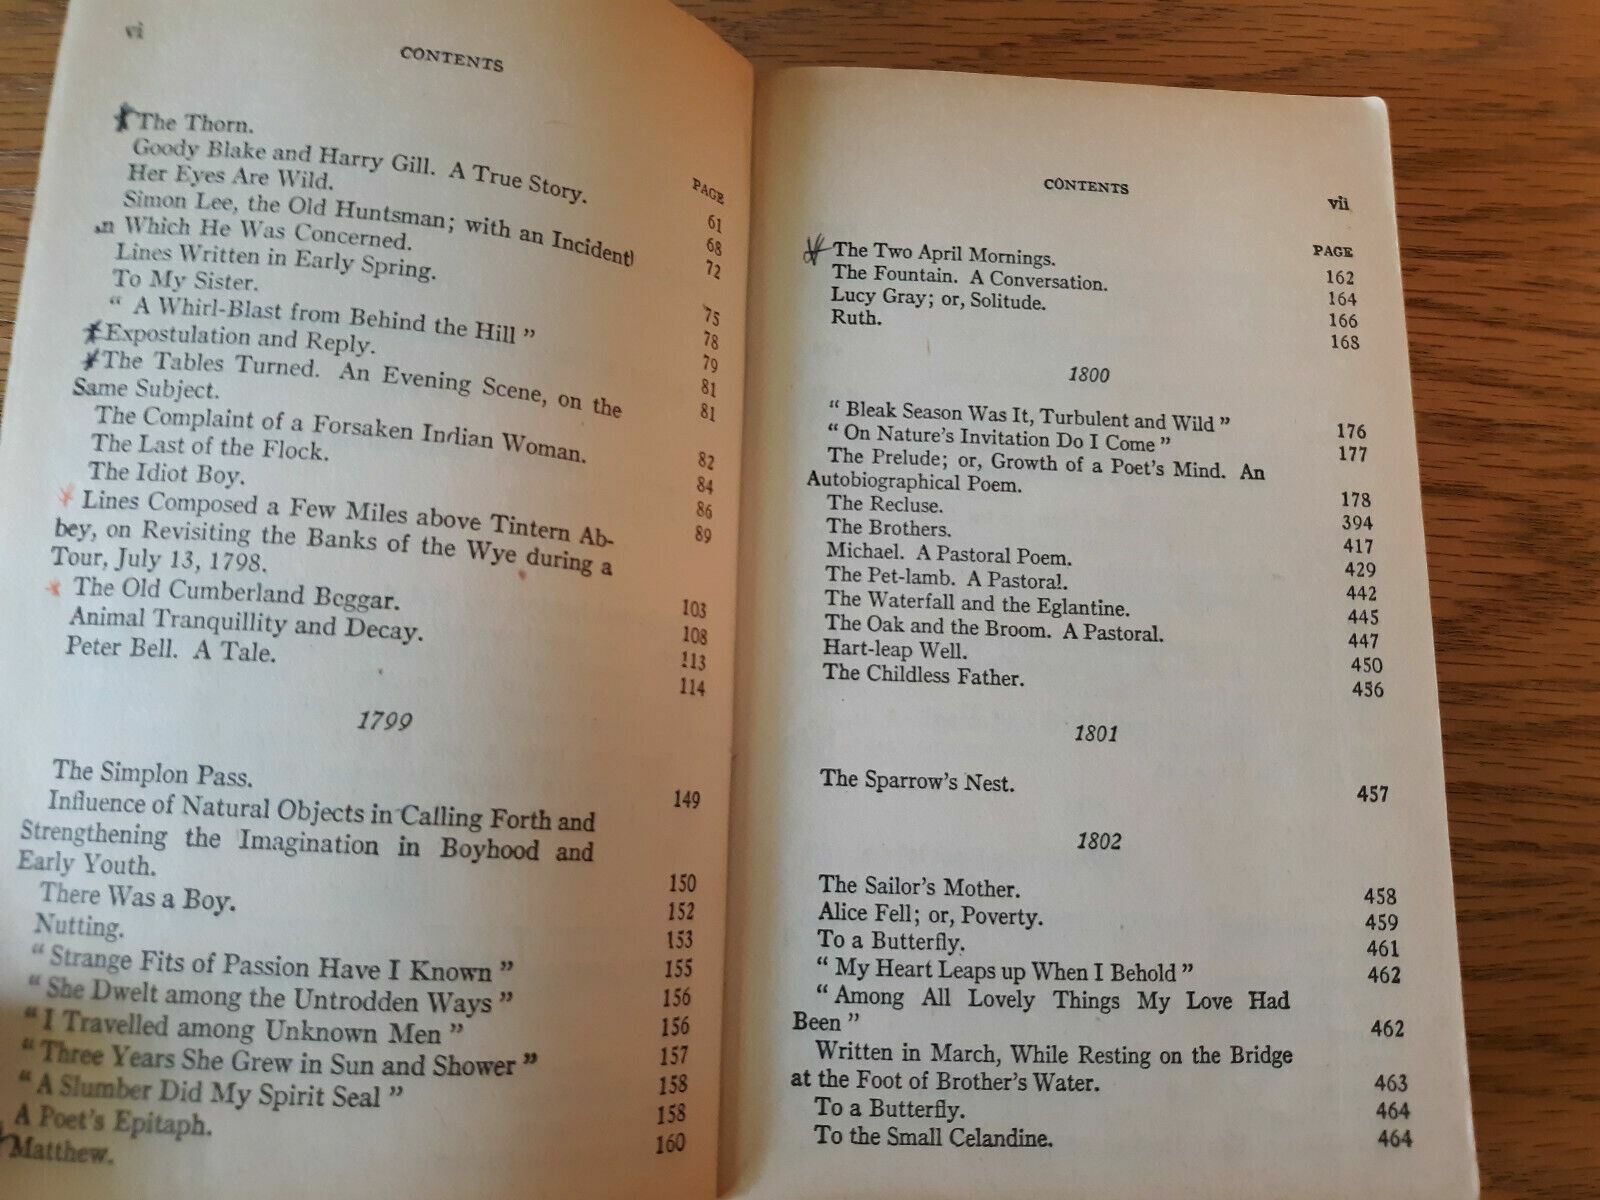 vi
CONTENTS
PAGE
The Thorn. 61
Goody Blake and Harry Gill. A True Story. 68
Her Eyes Are Wild. 72
Simon Lee, the Old Huntsman; with an Incident
in Which He Was Concerned. 75
Lines Written in Early Spring. 78
To My Sister. 79
“ A Whirl-Blast from Behind the Hill ” 81
Expostulation and Reply. 81
The Tables Turned. An Evening Scene, on the
Same Subject. 82
The Complaint of a Forsaken Indian Woman. 84
The Last of the Flock. 86
The Idiot Boy. 89
Lines Composed a Few Miles above Tintern Ab-
bey, on Revisiting the Banks of the Wye during a
Tour, July 13, 1798. 103
The Old Cumberland Beggar. 108
Animal Tranquillity and Decay. 113
Peter Bell. A Tale. 114
1799
The Simplon Pass. 149
Influence of Natural Objects in Calling Forth and
Strengthening the Imagination in Boyhood and
Early Youth. 150
There Was a Boy. 152
Nutting. 153
“ Strange Fits of Passion Have I Known ” 155
“ She Dwelt among the Untrodden Ways ” 156
“ I Travelled among Unknown Men ” 156
“ Three Years She Grew in Sun and Shower ” 157
“ A Slumber Did My Spirit Seal ” 158
A Poet's Epitaph. 158
Matthew. 160
CONTENTS
vii
PAGE
The Two April Mornings. 162
The Fountain. A Conversation. 164
Lucy Gray; or, Solitude. 166
Ruth. 168
1800
“ Bleak Season Was It, Turbulent and Wild ” 176
“ On Nature's Invitation Do I Come ” 177
The Prelude; or, Growth of a Poet's Mind. An
Autobiographical Poem. 178
The Recluse. 394
The Brothers. 417
Michael. A Pastoral Poem. 429
The Pet-lamb. A Pastoral. 442
The Waterfall and the Eglantine. 445
The Oak and the Broom. A Pastoral. 447
Hart-leap Well. 450
The Childless Father. 456
1801
The Sparrow's Nest. 457
1802
The Sailor's Mother. 458
Alice Fell; or, Poverty. 459
To a Butterfly. 461
“ My Heart Leaps up When I Behold ” 462
“ Among All Lovely Things My Love Had
Been ” 462
Written in March, While Resting on the Bridge
at the Foot of Brother's Water. 463
To a Butterfly. 464
To the Small Celandine. 464